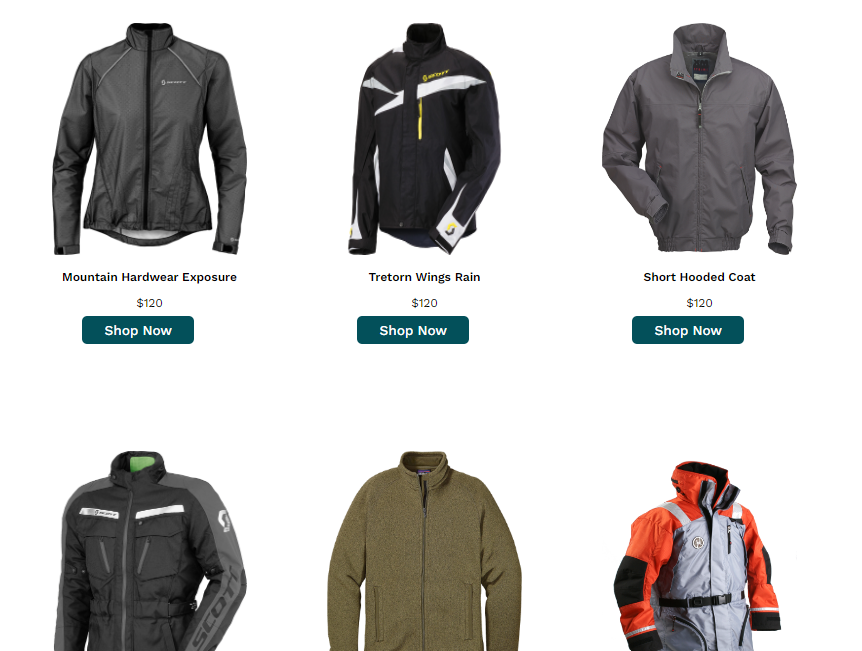 SCOTT
Mountain Hardwear Exposure
Tretorn Wings Rain
Short Hooded Coat
$120
$120
$120
Shop Now
Shop Now
Shop Now
SCOTT